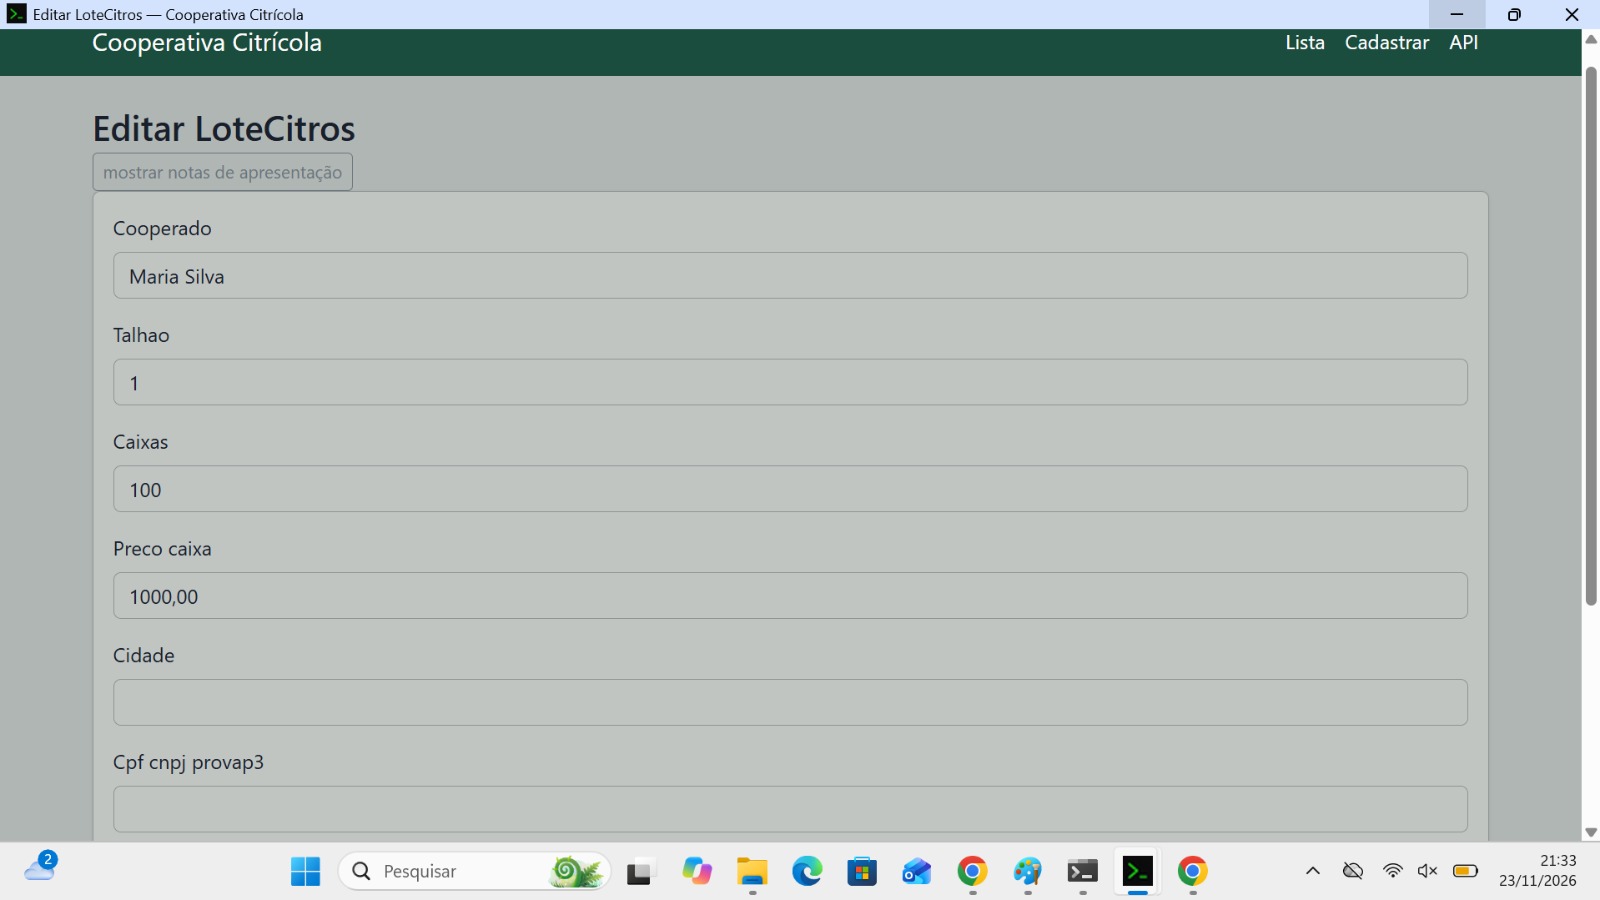 Editar LoteCitros — Cooperativa Citrícola
Cooperativa Citrícola
Lista Cadastrar API
Editar LoteCitros
mostrar notas de apresentação
Cooperado
Maria Silva
Talhao
1
Caixas
100
Preco caixa
1000,00
Cidade
Cpf cnpj provap3
2
Pesquisar
21:33
23/11/2026